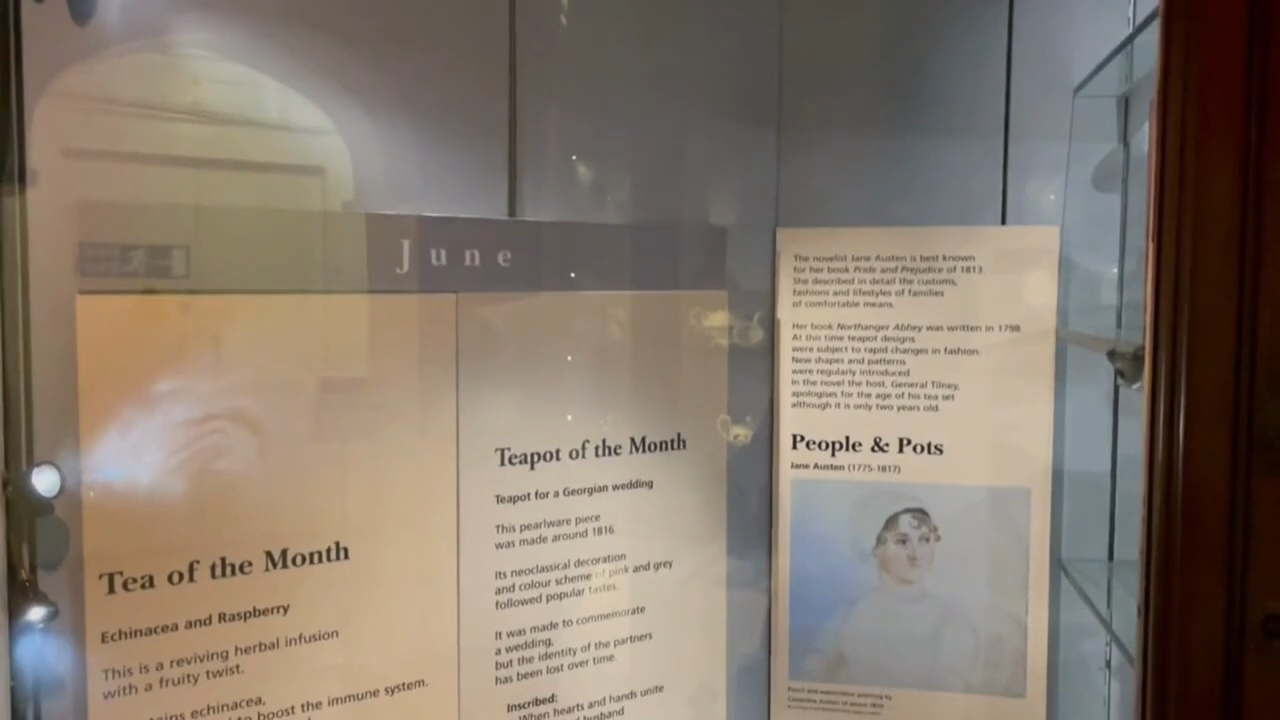 June
Tea of the Month
Echinacea and Raspberry
This is a reviving herbal infusion
with a fruity twist.
echinacea,
to boost the immune system.
Teapot of the Month
Teapot for a Georgian wedding
This pearlware piece
was made around 1816.
Its neoclassical decoration
and colour scheme of pink and grey
followed popular tastes.
It was made to commemorate
a wedding,
but the identity of the partners
has been lost over time.
Inscribed:
When hearts and hands unite
The novelist Jane Austen is best known
for her book Pride and Prejudice of 1813.
She described in detail the customs,
fashions and lifestyles of families
of comfortable means.
Her book Northanger Abbey was written in 1798.
At this time teapot designs
were subject to rapid changes in fashion.
New shapes and patterns
were regularly introduced.
In the novel the host, General Tilney,
apologises for the age of his tea set
although it is only two years old.
People & Pots
Jane Austen (1775-1817)